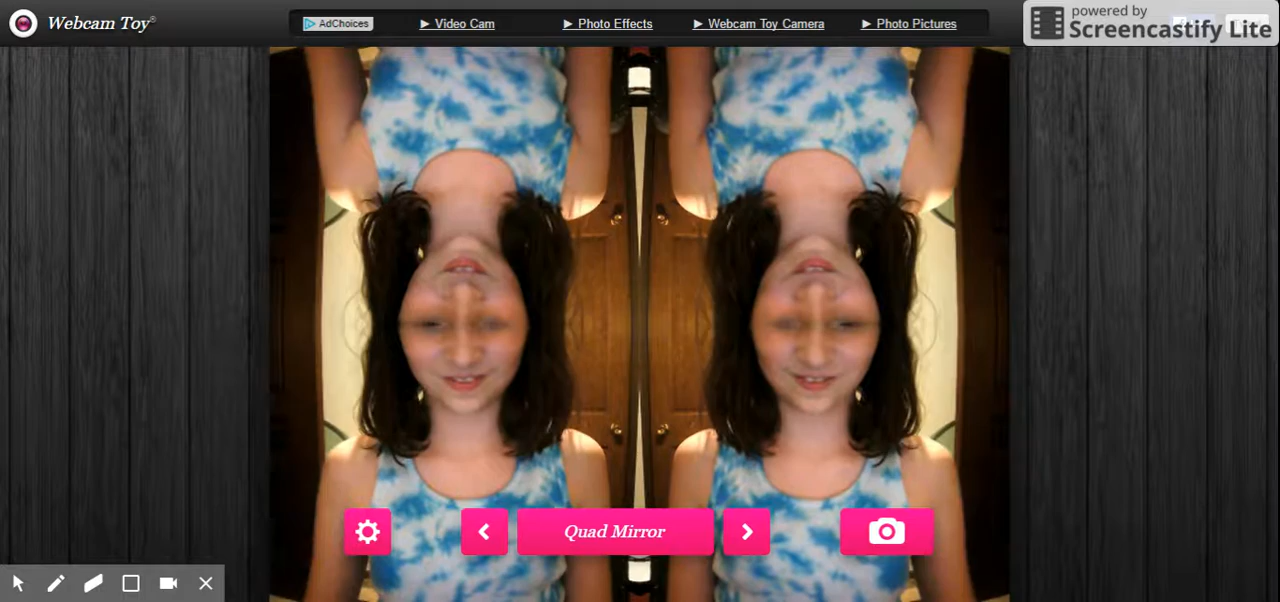 Webcam Toy®
AdChoices
► Video Cam
► Photo Effects
► Webcam Toy Camera
► Photo Pictures
powered by
Screencastify Lite
Quad Mirror